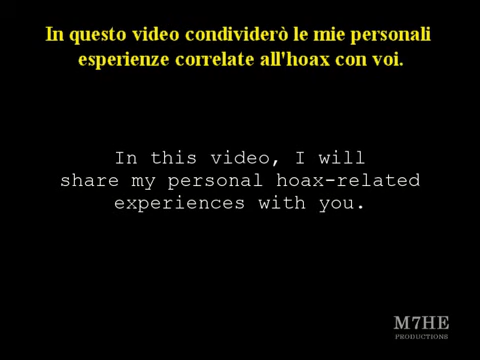 In questo video condividerò le mie personali
esperienze correlate all'hoax con voi.
In this video, I will
share my personal hoax-related
experiences with you.
M7HE
PRODUCTIONS